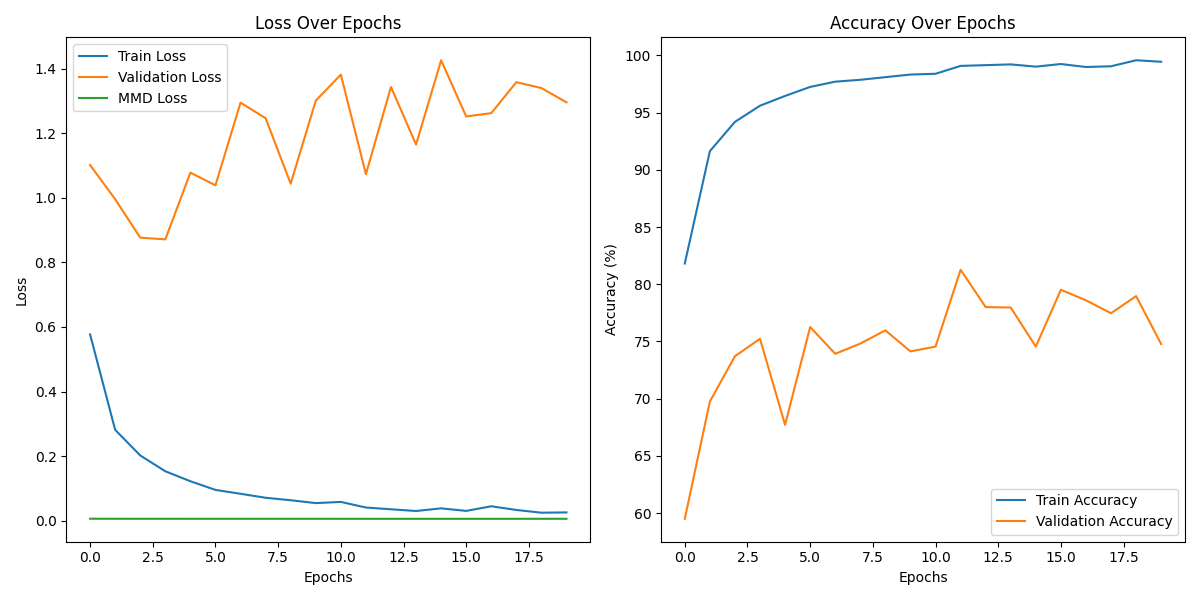 Loss Over Epochs
Train Loss
Validation Loss
MMD Loss
1.4
1.2
1.0
0.8
0.6
0.4
0.2
0.0
Loss
0.0 2.5 5.0 7.5 10.0 12.5 15.0 17.5
Epochs
Accuracy Over Epochs
100
95
90
85
80
75
70
65
60
Accuracy (%)
Train Accuracy
Validation Accuracy
0.0 2.5 5.0 7.5 10.0 12.5 15.0 17.5
Epochs